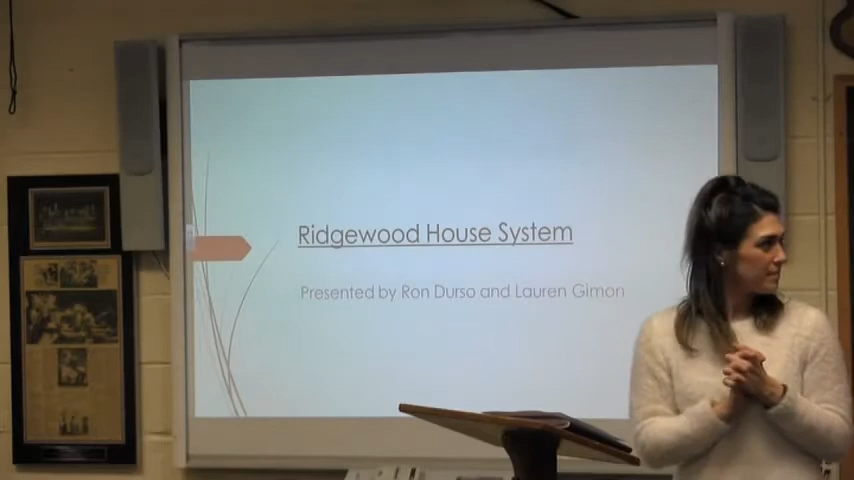 Ridgewood House System
Presented by Ron Durso and Lauren Gimon